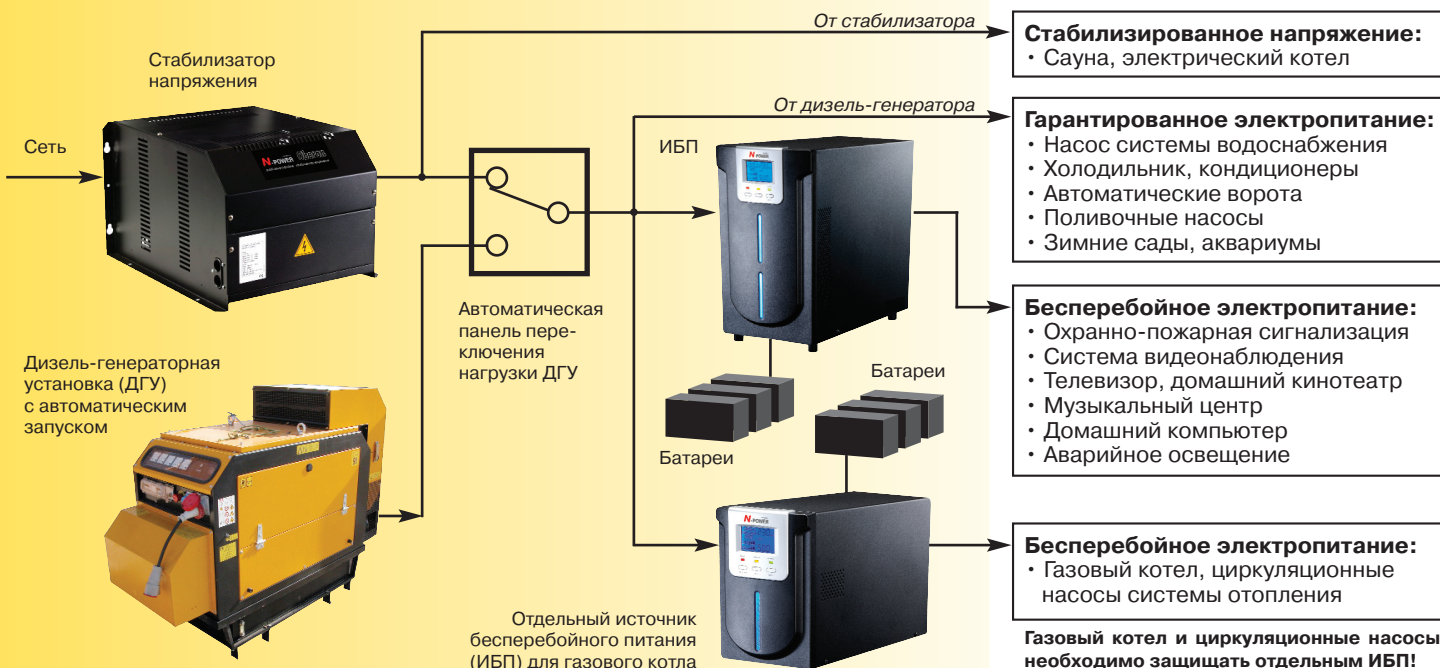 От стабилизатора
Стабилизированное напряжение:
• Сауна, электрический котел
Стабилизатор
напряжения
Сеть
N-POWER
От дизель-генератора
Гарантированное электропитание:
• Насос системы водоснабжения
• Холодильник, кондиционеры
• Автоматические ворота
• Поливочные насосы
• Зимние сады, аквариумы
ИБП
N-POWER
Автоматическая
панель пере-
ключения
нагрузки ДГУ
Бесперебойное электропитание:
• Охранно-пожарная сигнализация
• Система видеонаблюдения
• Телевизор, домашний кинотеатр
• Музыкальный центр
• Домашний компьютер
• Аварийное освещение
Дизель-генераторная
установка (ДГУ)
с автоматическим
запуском
Батареи
Батареи
N-POWER
Отдельный источник
бесперебойного питания
(ИБП) для газового котла
Бесперебойное электропитание:
• Газовый котел, циркуляционные
насосы системы отопления
Газовый котел и циркуляционные насосы
необходимо защищать отдельным ИБП!